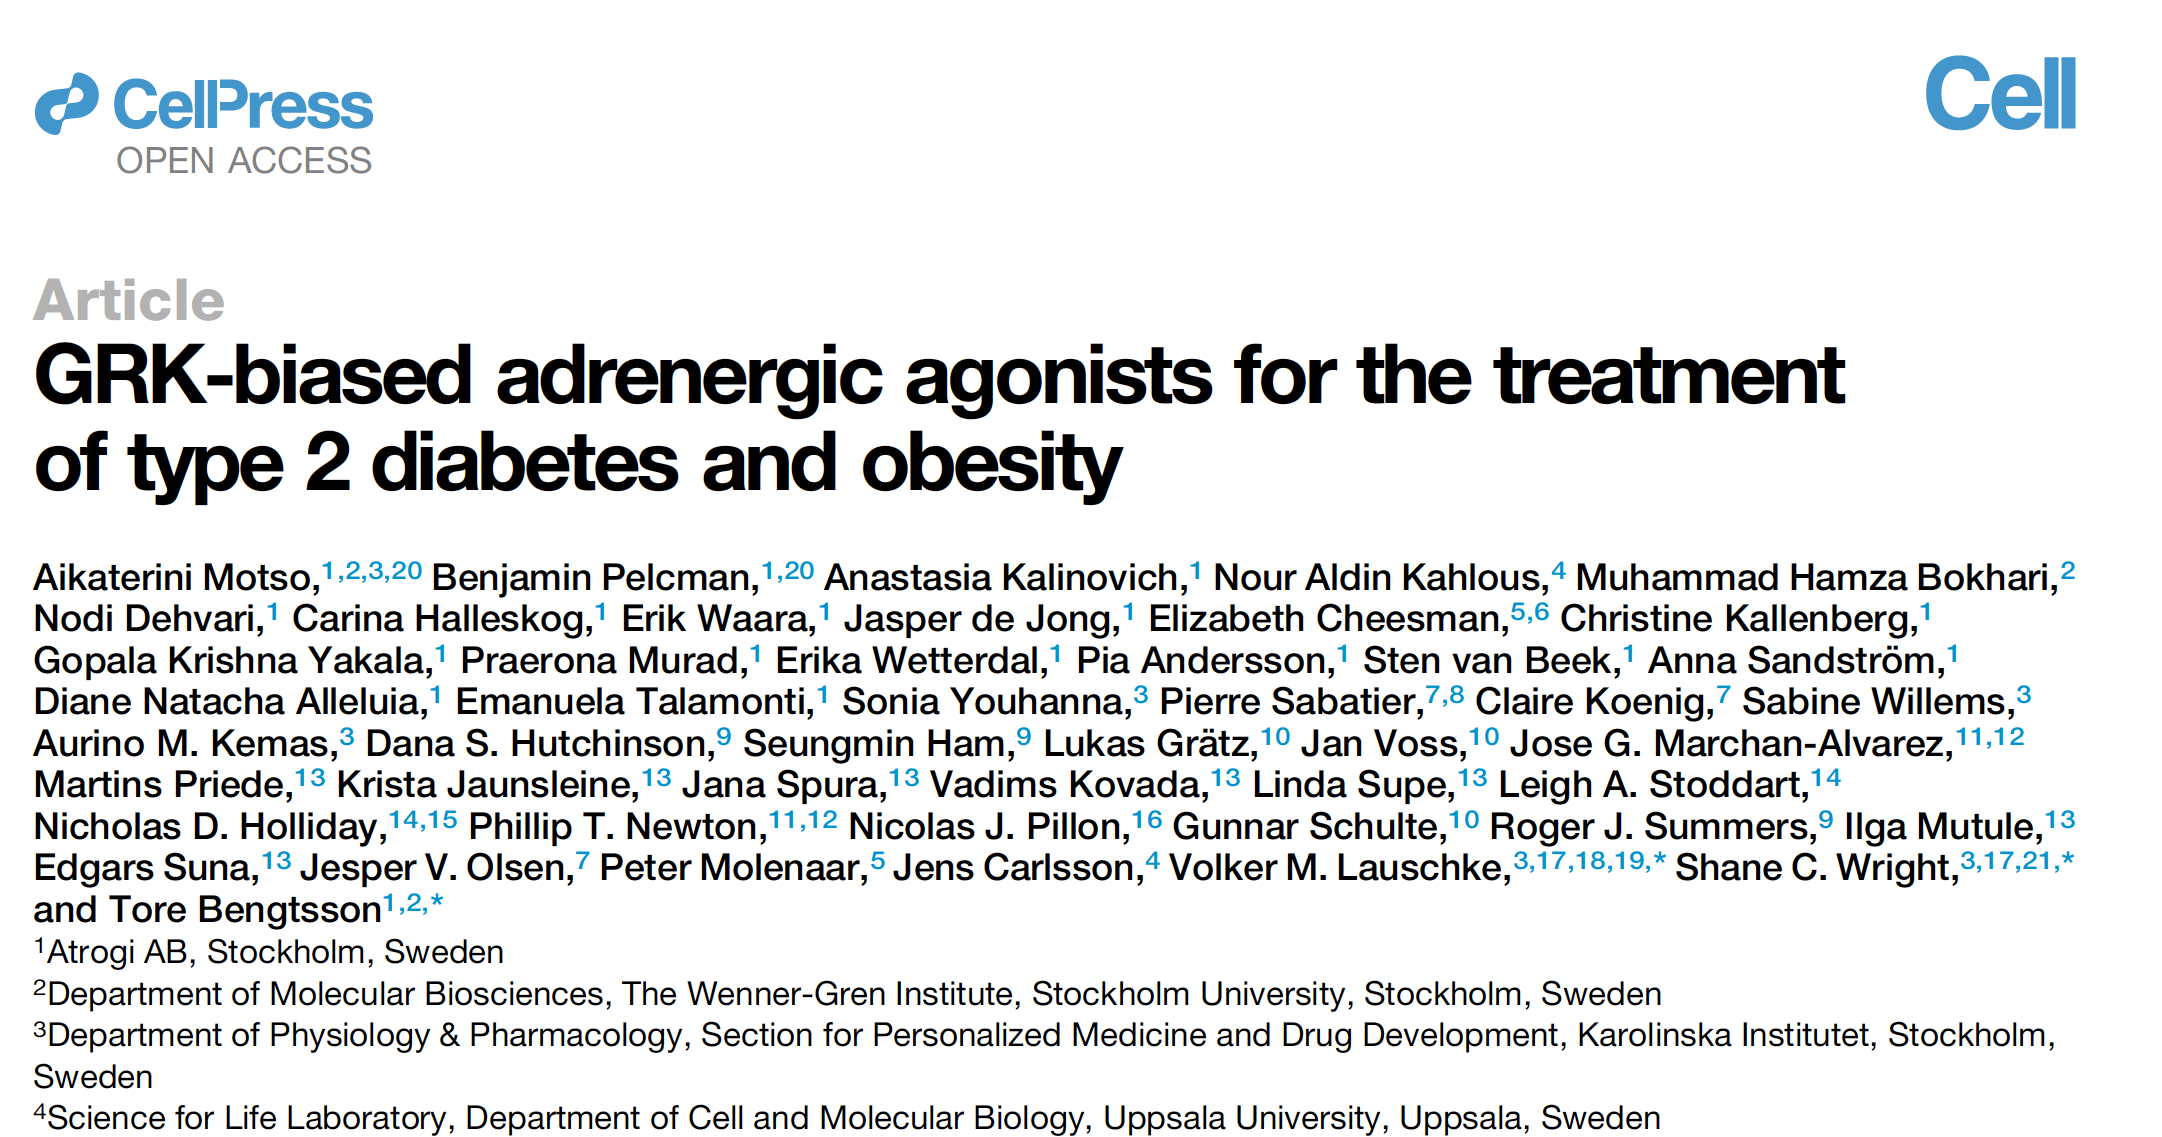 CellPress
OPEN ACCESS
Cell
Article
GRK-biased adrenergic agonists for the treatment
of type 2 diabetes and obesity
Aikaterini Motso,1,2,3,20 Benjamin Pelcman,1,20 Anastasia Kalinovich,1 Nour Aldin Kahlous,4 Muhammad Hamza Bokhari,2
Nodi Dehvari,1 Carina Halleskog,1 Erik Waara,1 Jasper de Jong,1 Elizabeth Cheesman,5,6 Christine Kallenberg,1
Gopala Krishna Yakala,1 Praerona Murad,1 Erika Wetterdal,1 Pia Andersson,1 Sten van Beek,1 Anna Sandström,1
Diane Natacha Alleluia,1 Emanuela Talamonti,1 Sonia Youhanna,3 Pierre Sabatier,7,8 Claire Koenig,7 Sabine Willems,3
Aurino M. Kemas,3 Dana S. Hutchinson,9 Seungmin Ham,9 Lukas Grätz,10 Jan Voss,10 Jose G. Marchan-Alvarez,11,12
Martins Priede,13 Krista Jaunsleine,13 Jana Spura,13 Vadims Kovada,13 Linda Supe,13 Leigh A. Stoddart,14
Nicholas D. Holliday,14,15 Phillip T. Newton,11,12 Nicolas J. Pillon,16 Gunnar Schulte,10 Roger J. Summers,9 Ilga Mutule,13
Edgars Suna,13 Jesper V. Olsen,7 Peter Molenaar,5 Jens Carlsson,4 Volker M. Lauschke,3,17,18,19,* Shane C. Wright,3,17,21,*
and Tore Bengtsson1,2,*
1Atrogi AB, Stockholm, Sweden
2Department of Molecular Biosciences, The Wenner-Gren Institute, Stockholm University, Stockholm, Sweden
3Department of Physiology & Pharmacology, Section for Personalized Medicine and Drug Development, Karolinska Institutet, Stockholm,
Sweden
4Science for Life Laboratory, Department of Cell and Molecular Biology, Uppsala University, Uppsala, Sweden